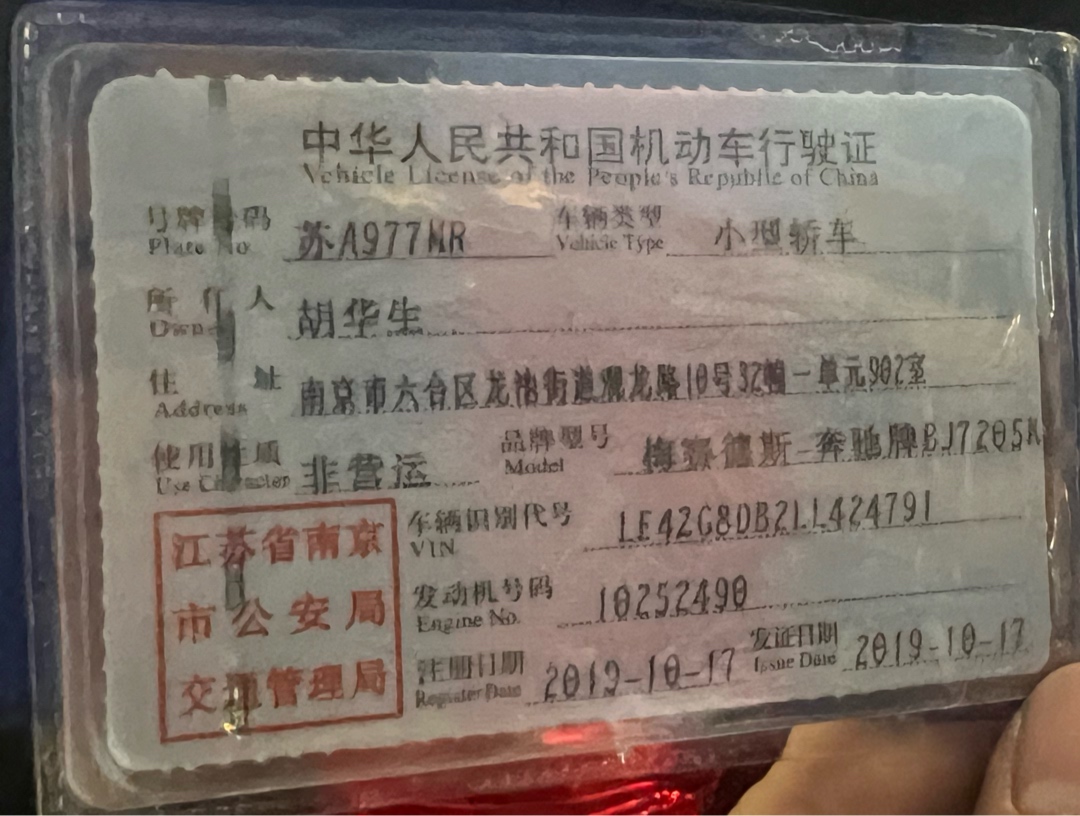 中华人民共和国机动车行驶证
Vehicle License of the People's Republic of China
号牌号码 苏A977MR 车辆类型 小型轿车
Plate No. Vehicle Type
所有人 胡华生
Owner
住址 南京市六合区龙池街道观龙路10号32幢一单元902室
Address
使用性质 非营运 品牌型号 梅赛德斯-奔驰牌BJ7205
Use Character Model
江苏省南京
市公安局
交通管理局
车辆识别代号 LE42G8DB2LL424791
VIN
发动机号码 10252490
Engine No.
注册日期 2019-10-17 发证日期 2019-10-17
Register Date Issue Date